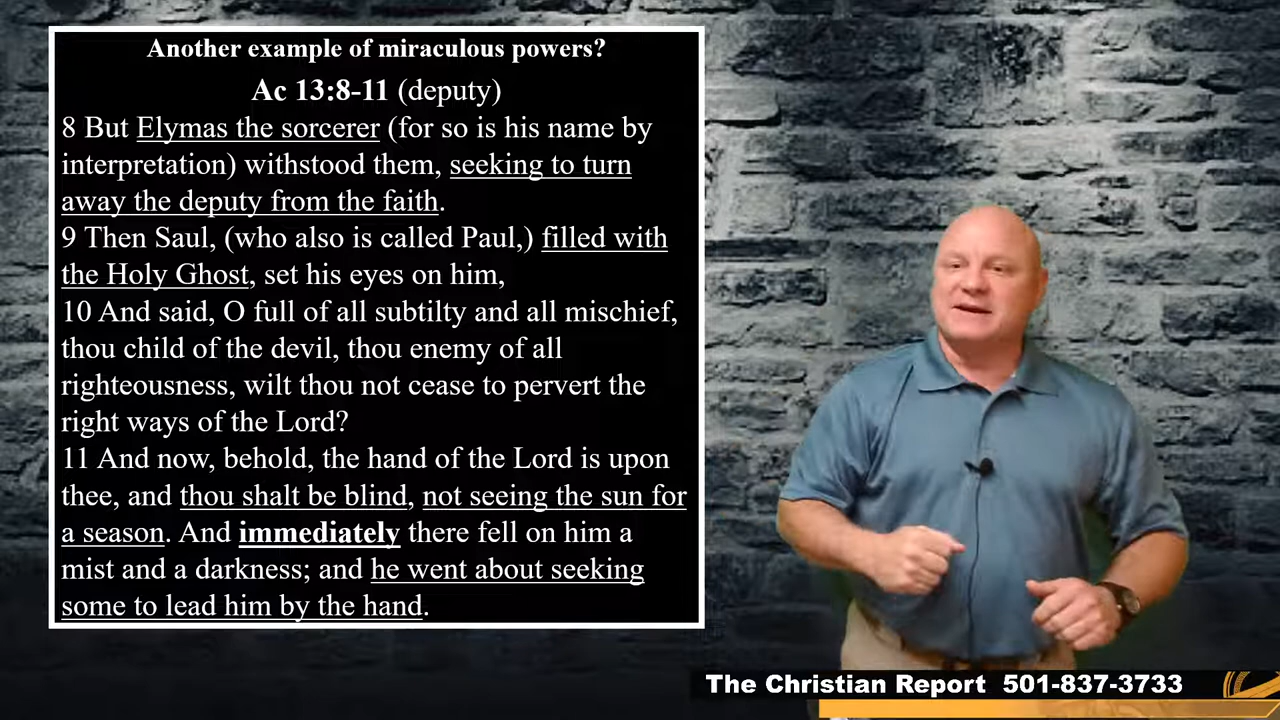 Another example of miraculous powers?
Ac 13:8-11 (deputy)
8 But Elymas the sorcerer (for so is his name by
interpretation) withstood them, seeking to turn
away the deputy from the faith.
9 Then Saul, (who also is called Paul,) filled with
the Holy Ghost, set his eyes on him,
10 And said, O full of all subtilty and all mischief,
thou child of the devil, thou enemy of all
righteousness, wilt thou not cease to pervert the
right ways of the Lord?
11 And now, behold, the hand of the Lord is upon
thee, and thou shalt be blind, not seeing the sun for
a season. And immediately there fell on him a
mist and a darkness; and he went about seeking
some to lead him by the hand.
The Christian Report 501-837-3733